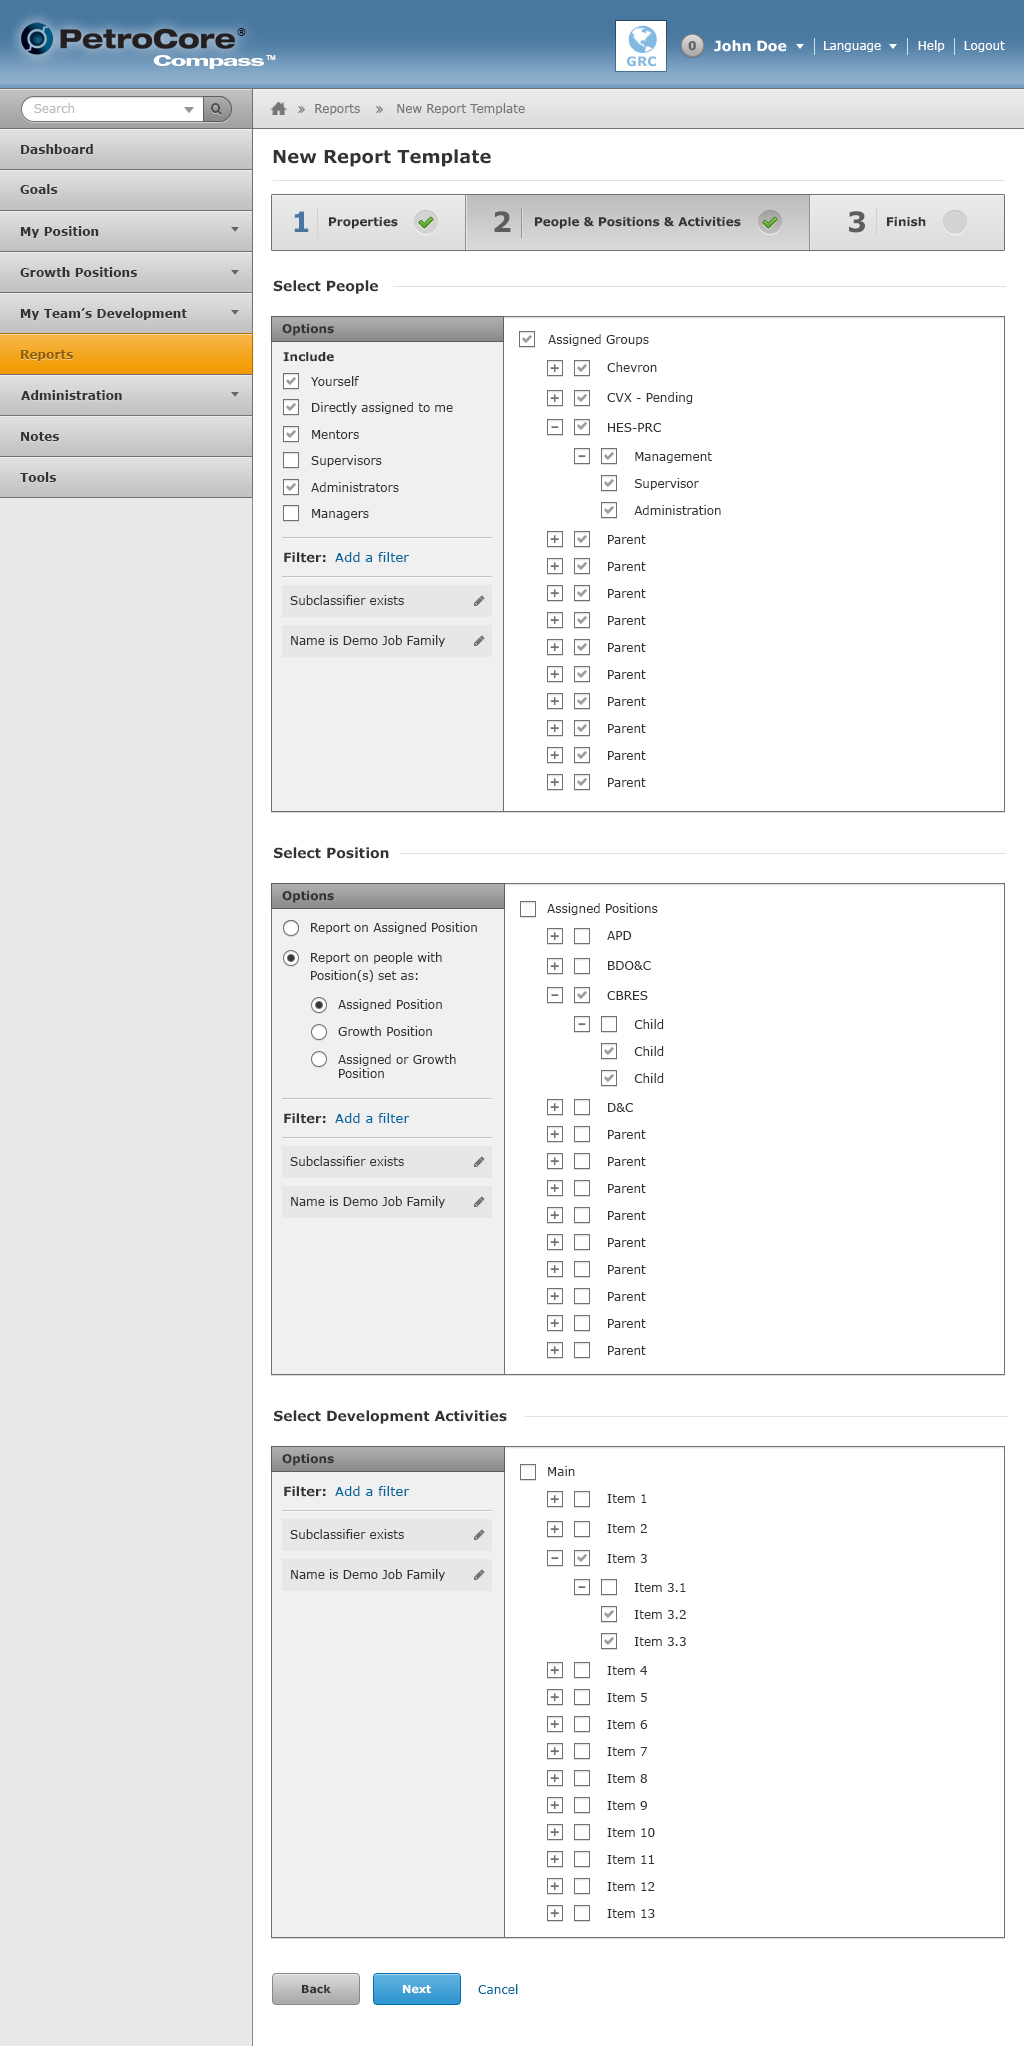 PetroCore®
Compass™
GRC
0 John Doe Language Help Logout
Search
» Reports » New Report Template
Dashboard
Goals
My Position
Growth Positions
My Team's Development
Reports
Administration
Notes
Tools
New Report Template
1 Properties
2 People & Positions & Activities
3 Finish
Select People
Options
Include
Yourself
Directly assigned to me
Mentors
Supervisors
Administrators
Managers
Filter: Add a filter
Subclassifier exists
Name is Demo Job Family
Assigned Groups
Chevron
CVX - Pending
HES-PRC
Management
Supervisor
Administration
Parent
Parent
Parent
Parent
Parent
Parent
Parent
Parent
Parent
Parent
Select Position
Options
Report on Assigned Position
Report on people with
Position(s) set as:
Assigned Position
Growth Position
Assigned or Growth
Position
Filter: Add a filter
Subclassifier exists
Name is Demo Job Family
Assigned Positions
APD
BDO&C
CBRES
Child
Child
Child
D&C
Parent
Parent
Parent
Parent
Parent
Parent
Parent
Parent
Parent
Select Development Activities
Options
Filter: Add a filter
Subclassifier exists
Name is Demo Job Family
Main
Item 1
Item 2
Item 3
Item 3.1
Item 3.2
Item 3.3
Item 4
Item 5
Item 6
Item 7
Item 8
Item 9
Item 10
Item 11
Item 12
Item 13
Back Next Cancel